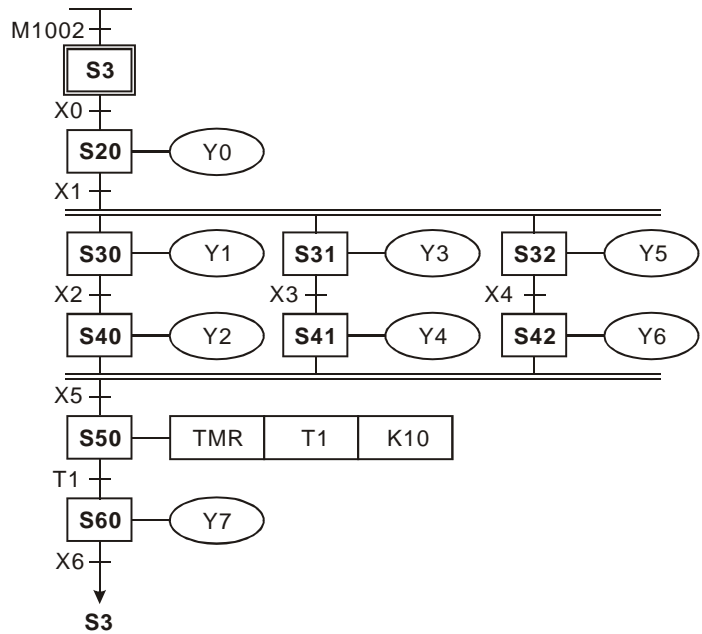 M1002
S3
X0
S20 Y0
X1
S30 Y1 S31 Y3 S32 Y5
X2 X3 X4
S40 Y2 S41 Y4 S42 Y6
X5
S50 TMR T1 K10
T1
S60 Y7
X6
S3